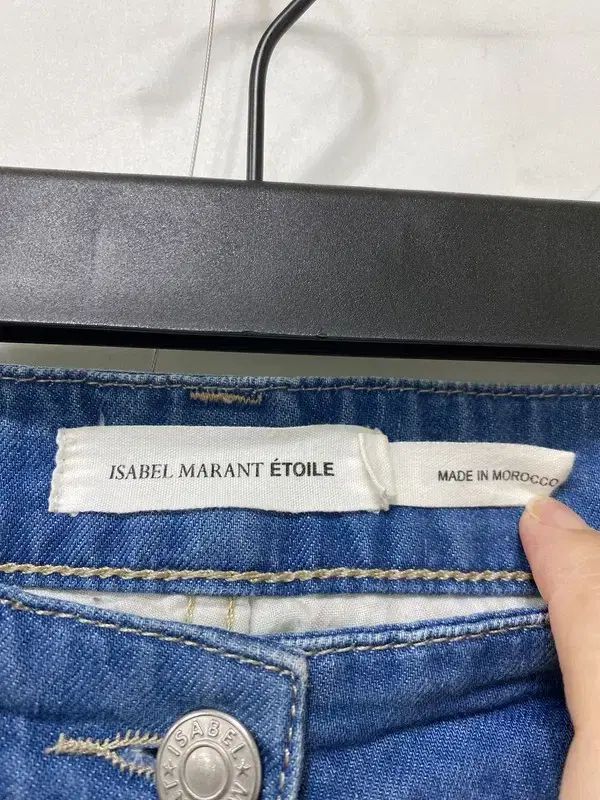 ISABEL MARANT ÉTOILE
MADE IN MOROCCO
ISABEL